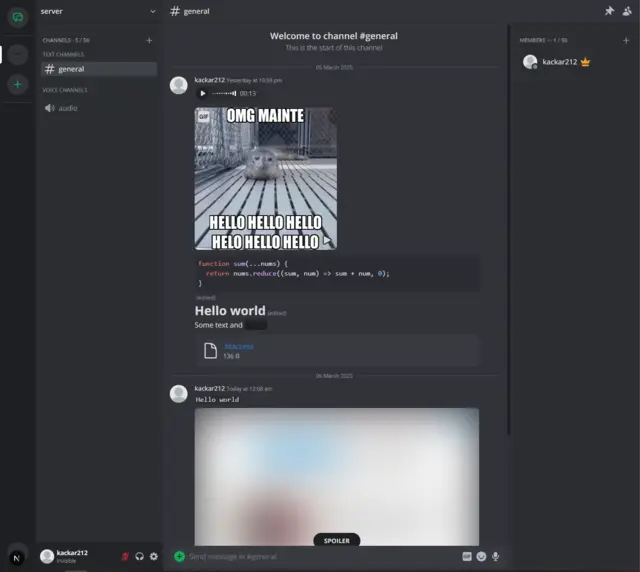 server
CHANNELS - 5 / 50
TEXT CHANNELS
general
VOICE CHANNELS
audio
kackar212
Invisible
# general
Welcome to channel #general
This is the start of this channel
05 March 2025
kackar212 Yesterday at 10:59 pm
00:15
GIF
OMG MAINTE
HELLO HELLO HELLO
HELO HELLO HELLO
function sum(...nums) {
return nums.reduce((sum, num) => sum + num, 0);
}
(edited)
Hello world (edited)
Some text and
.htaccess
136 B
06 March 2025
kackar212 Today at 12:08 am
Hello world
SPOILER
Send message in #general
GIF
MEMBERS — 1 / 50
kackar212
N